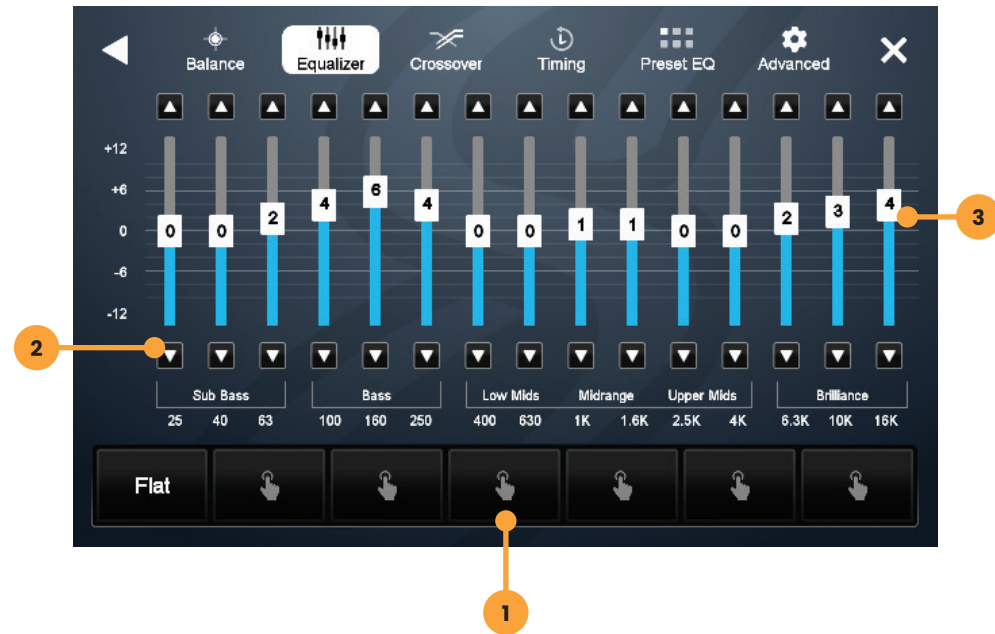 Balance Equalizer Crossover Timing Preset EQ Advanced
+12
+6
0
-6
-12
0 0 2 4 6 4 0 0 1 1 0 0 2 3 4
3
2
Sub Bass Bass Low Mids Midrange Upper Mids Brilliance
25 40 63 100 160 250 400 630 1K 1.6K 2.5K 4K 6.3K 10K 16K
Flat
1